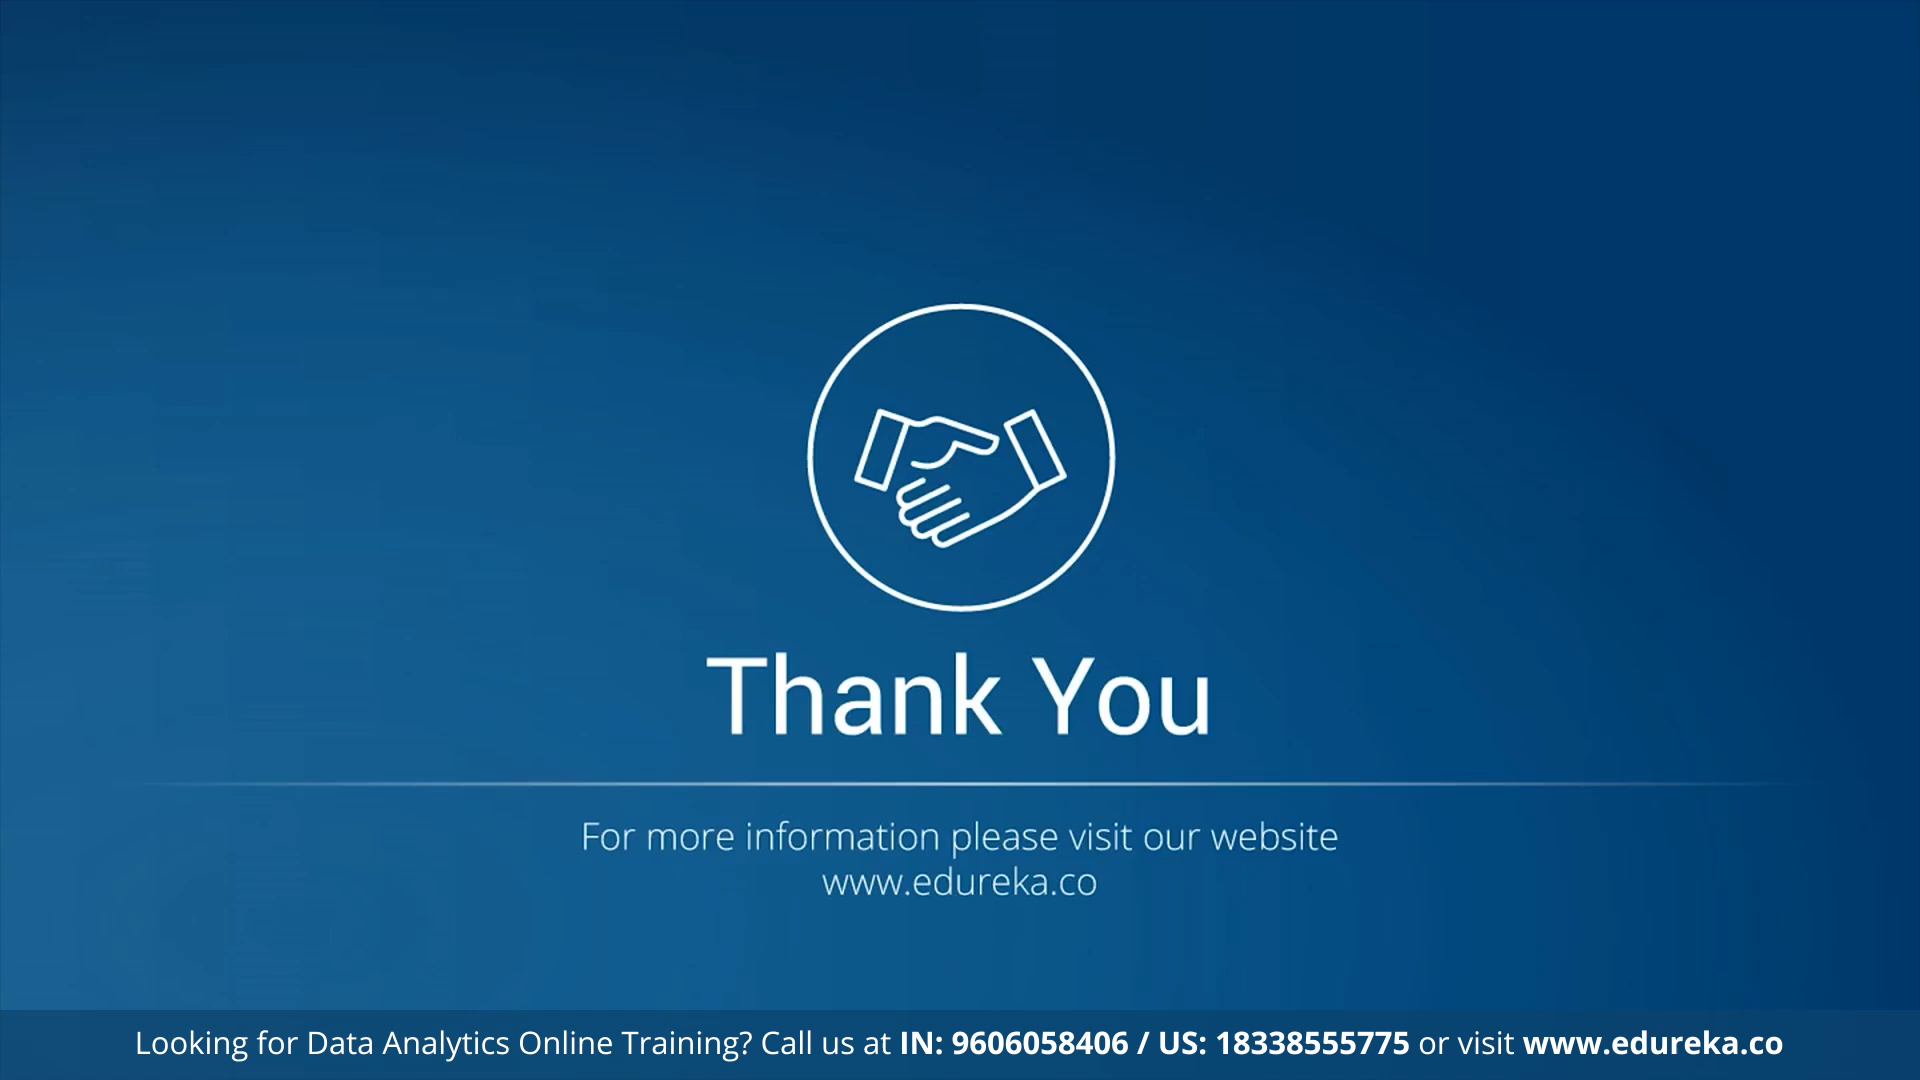 Thank You
For more information please visit our website
www.edureka.co
Looking for Data Analytics Online Training? Call us at IN: 9606058406 / US: 18338555775 or visit www.edureka.co